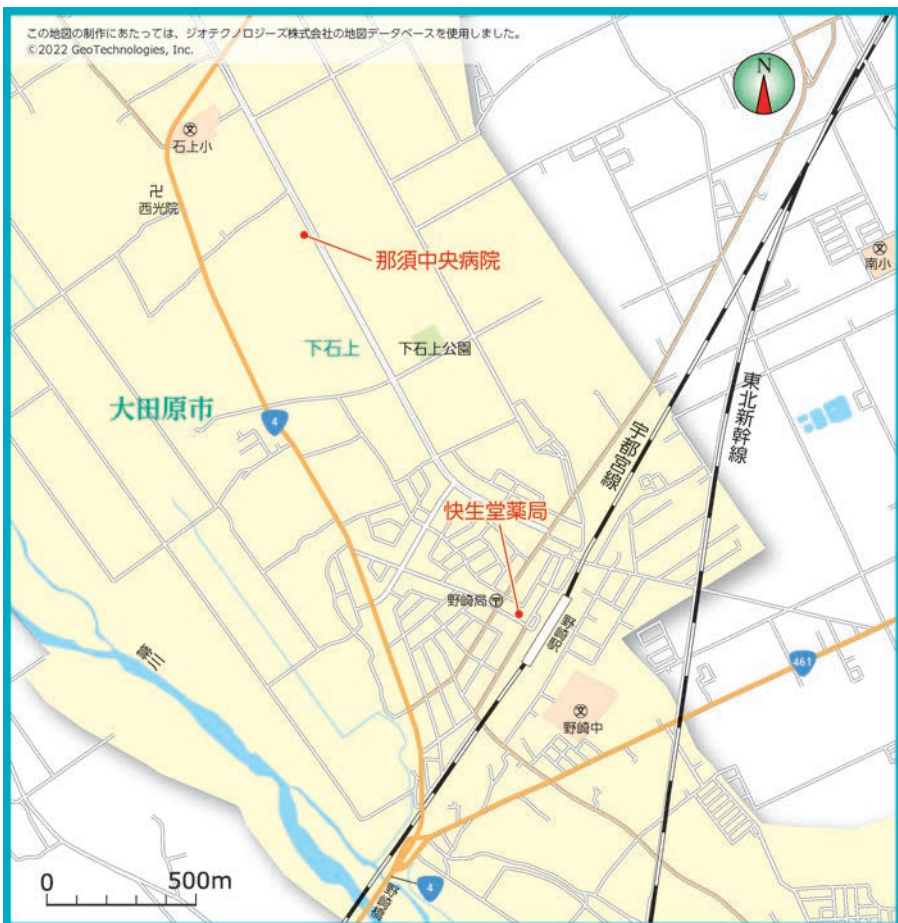 この地図の制作にあたっては、ジオテクノロジーズ株式会社の地図データベースを使用しました。
©2022 GeoTechnologies, Inc.
N
石上小
卍
西光院
那須中央病院
南小
下石上
下石上公園
大田原市
4
東北新幹線
宇都宮線
快生堂薬局
野崎局
野崎駅
箒川
461
野崎中
文
0 500m
4
野崎橋